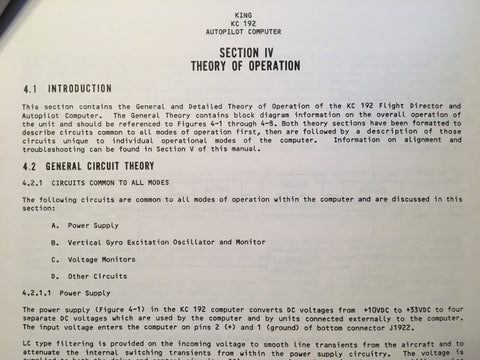 KING
KC 192
AUTOPILOT COMPUTER
SECTION IV
THEORY OF OPERATION
4.1 INTRODUCTION
This section contains the General and Detailed Theory of Operation of the KC 192 Flight Director and
Autopilot Computer. The General Theory contains block diagram information on the overall operation of
the unit and should be referenced to Figures 4-1 through 4-8. Both theory sections have been formatted to
describe circuits common to all modes of operation first, then are followed by a description of those
circuits unique to individual operational modes of the computer. Information on alignment and
troubleshooting can be found in Section V of this manual.
4.2 GENERAL CIRCUIT THEORY
4.2.1 CIRCUITS COMMON TO ALL MODES
The following circuits are common to all modes of operation within the computer and are discussed in this
section:
A. Power Supply
B. Vertical Gyro Excitation Oscillator and Monitor
C. Voltage Monitors
D. Other Circuits
4.2.1.1 Power Supply
The power supply (Figure 4-1) in the KC 192 computer converts DC voltages from +10VDC to +33VDC to four
separate DC voltages which are used by the computer and by units connected externally to the computer.
The input voltage enters the computer on pins 2 (+) and 1 (ground) of bottom connector J1922.
LC type filtering is provided on the incoming voltage to smooth line transients from the aircraft and to
attenuate the internal switching transients from within the power supply circuitry. The voltage is